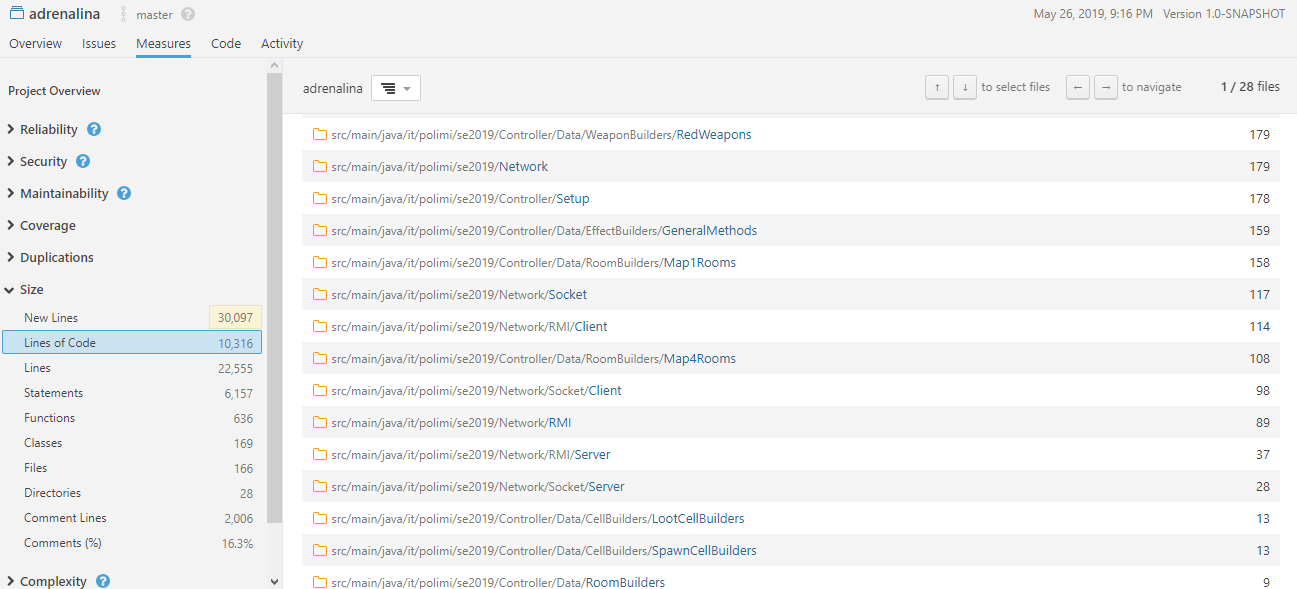 adrenalina master ? May 26, 2019, 9:16 PM Version 1.0-SNAPSHOT
Overview Issues Measures Code Activity
Project Overview
Reliability ?
Security ?
Maintainability ?
Coverage
Duplications
Size
New Lines 30,097
Lines of Code 10,316
Lines 22,555
Statements 6,157
Functions 636
Classes 169
Files 166
Directories 28
Comment Lines 2,006
Comments (%) 16.3%
Complexity ?
adrenalina ↑ ↓ to select files ← → to navigate 1 / 28 files
src/main/java/it/polimi/se2019/Controller/Data/WeaponBuilders/RedWeapons 179
src/main/java/it/polimi/se2019/Network 179
src/main/java/it/polimi/se2019/Controller/Setup 178
src/main/java/it/polimi/se2019/Controller/Data/EffectBuilders/GeneralMethods 159
src/main/java/it/polimi/se2019/Controller/Data/RoomBuilders/Map1Rooms 158
src/main/java/it/polimi/se2019/Network/Socket 117
src/main/java/it/polimi/se2019/Network/RMI/Client 114
src/main/java/it/polimi/se2019/Controller/Data/RoomBuilders/Map4Rooms 108
src/main/java/it/polimi/se2019/Network/Socket/Client 98
src/main/java/it/polimi/se2019/Network/RMI 89
src/main/java/it/polimi/se2019/Network/RMI/Server 37
src/main/java/it/polimi/se2019/Network/Socket/Server 28
src/main/java/it/polimi/se2019/Controller/Data/CellBuilders/LootCellBuilders 13
src/main/java/it/polimi/se2019/Controller/Data/CellBuilders/SpawnCellBuilders 13
src/main/java/it/polimi/se2019/Controller/Data/RoomBuilders 9